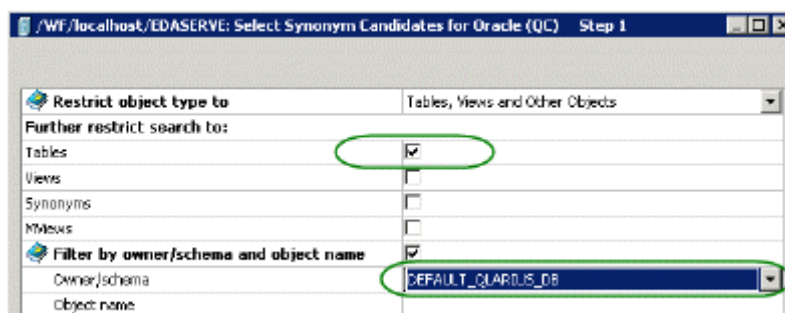 /WF/localhost/EDASERVE: Select Synonym Candidates for Oracle (QC) Step 1
Restrict object type to Tables, Views and Other Objects
Further restrict search to:
Tables
Views
Synonyms
MViews
Filter by owner/schema and object name
Owner/schema DEFAULT_QLARIUS_DB
Object name